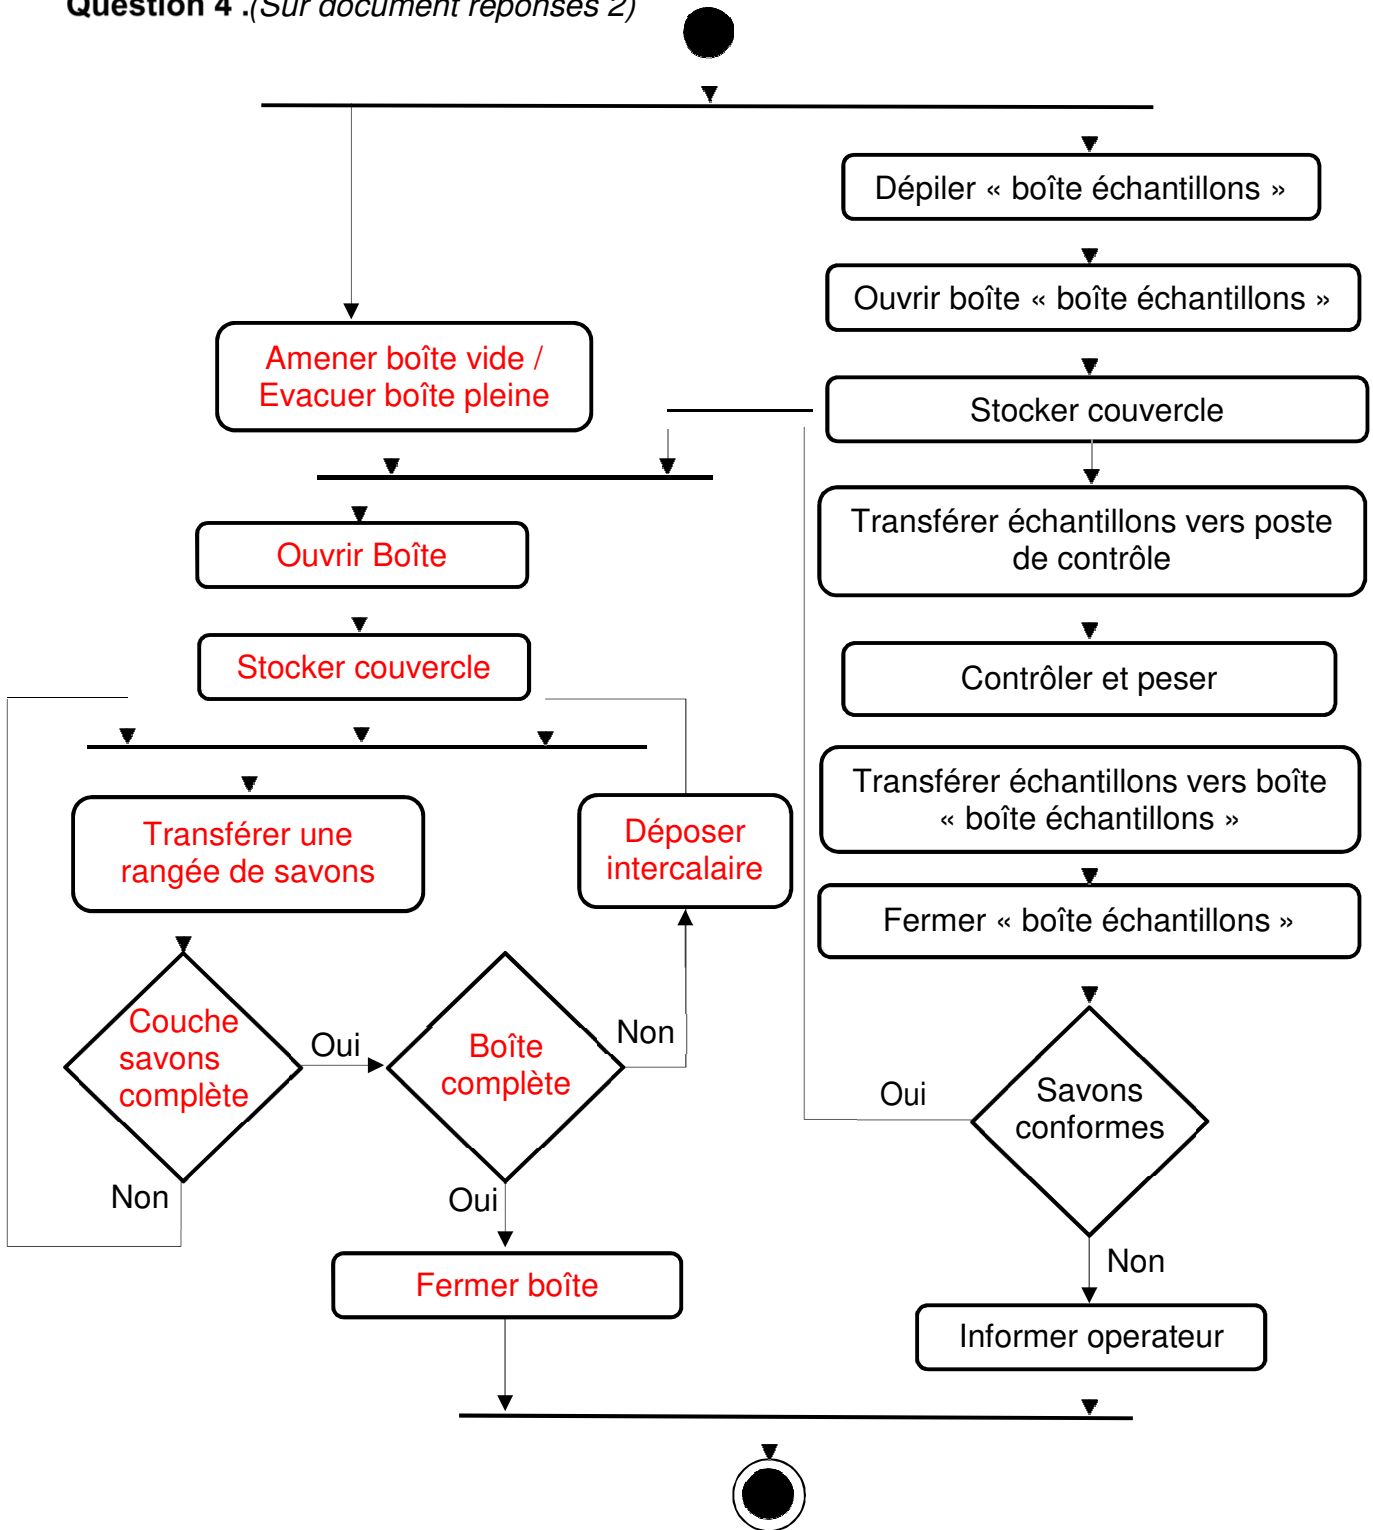 Question 4 .(Sur document réponses 2)
Dépiler « boîte échantillons »
Ouvrir boîte « boîte échantillons »
Amener boîte vide /
Evacuer boîte pleine
Stocker couvercle
Transférer échantillons vers poste
de contrôle
Ouvrir Boîte
Stocker couvercle
Contrôler et peser
Transférer échantillons vers boîte
« boîte échantillons »
Transférer une
rangée de savons
Déposer
intercalaire
Fermer « boîte échantillons »
Couche
savons
complète
Oui
Boîte
complète
Non
Oui
Savons
conformes
Non
Oui
Non
Fermer boîte
Informer operateur